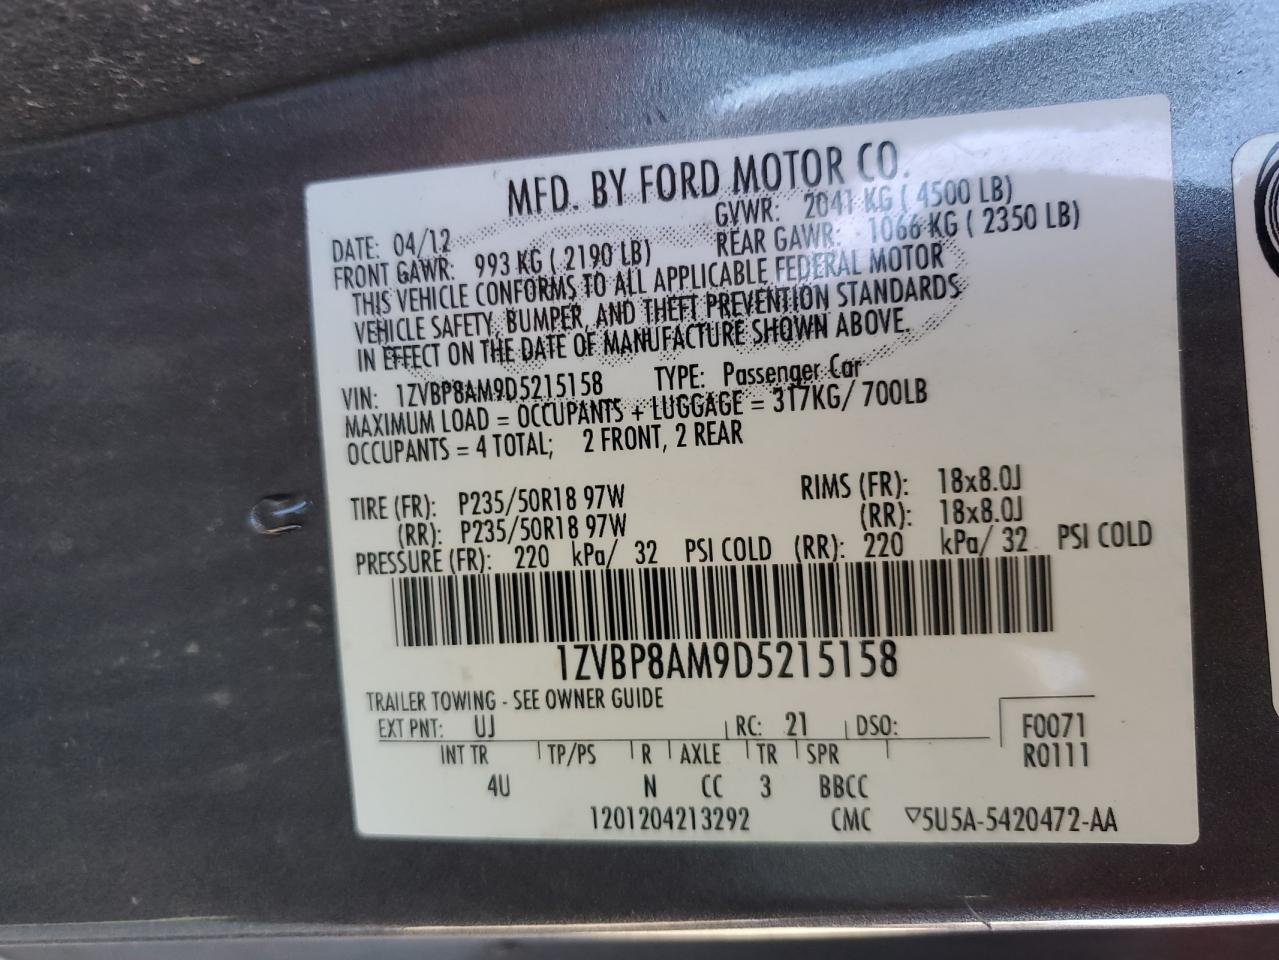 MFD. BY FORD MOTOR CO.
DATE: 04/12 GVWR: 2041 KG ( 4500 LB)
FRONT GAWR: 993 KG ( 2190 LB) REAR GAWR: 1066 KG ( 2350 LB)
THIS VEHICLE CONFORMS TO ALL APPLICABLE FEDERAL MOTOR
VEHICLE SAFETY, BUMPER, AND THEFT PREVENTION STANDARDS
IN EFFECT ON THE DATE OF MANUFACTURE SHOWN ABOVE.
VIN: 1ZVBP8AM9D5215158 TYPE: Passenger Car
MAXIMUM LOAD = OCCUPANTS + LUGGAGE = 317KG/ 700LB
OCCUPANTS = 4 TOTAL; 2 FRONT, 2 REAR
TIRE (FR): P235/50R18 97W RIMS (FR): 18x8.0J
(RR): P235/50R18 97W (RR): 18x8.0J
PRESSURE (FR): 220 kPa/ 32 PSI COLD (RR): 220 kPa/ 32 PSI COLD
1ZVBP8AM9D5215158
TRAILER TOWING - SEE OWNER GUIDE
EXT PNT: UJ RC: 21 DSO: F0071
INT TR TP/PS R AXLE TR SPR R0111
4U N CC 3 BBCC
1201204213292 CMC ▽5U5A-5420472-AA